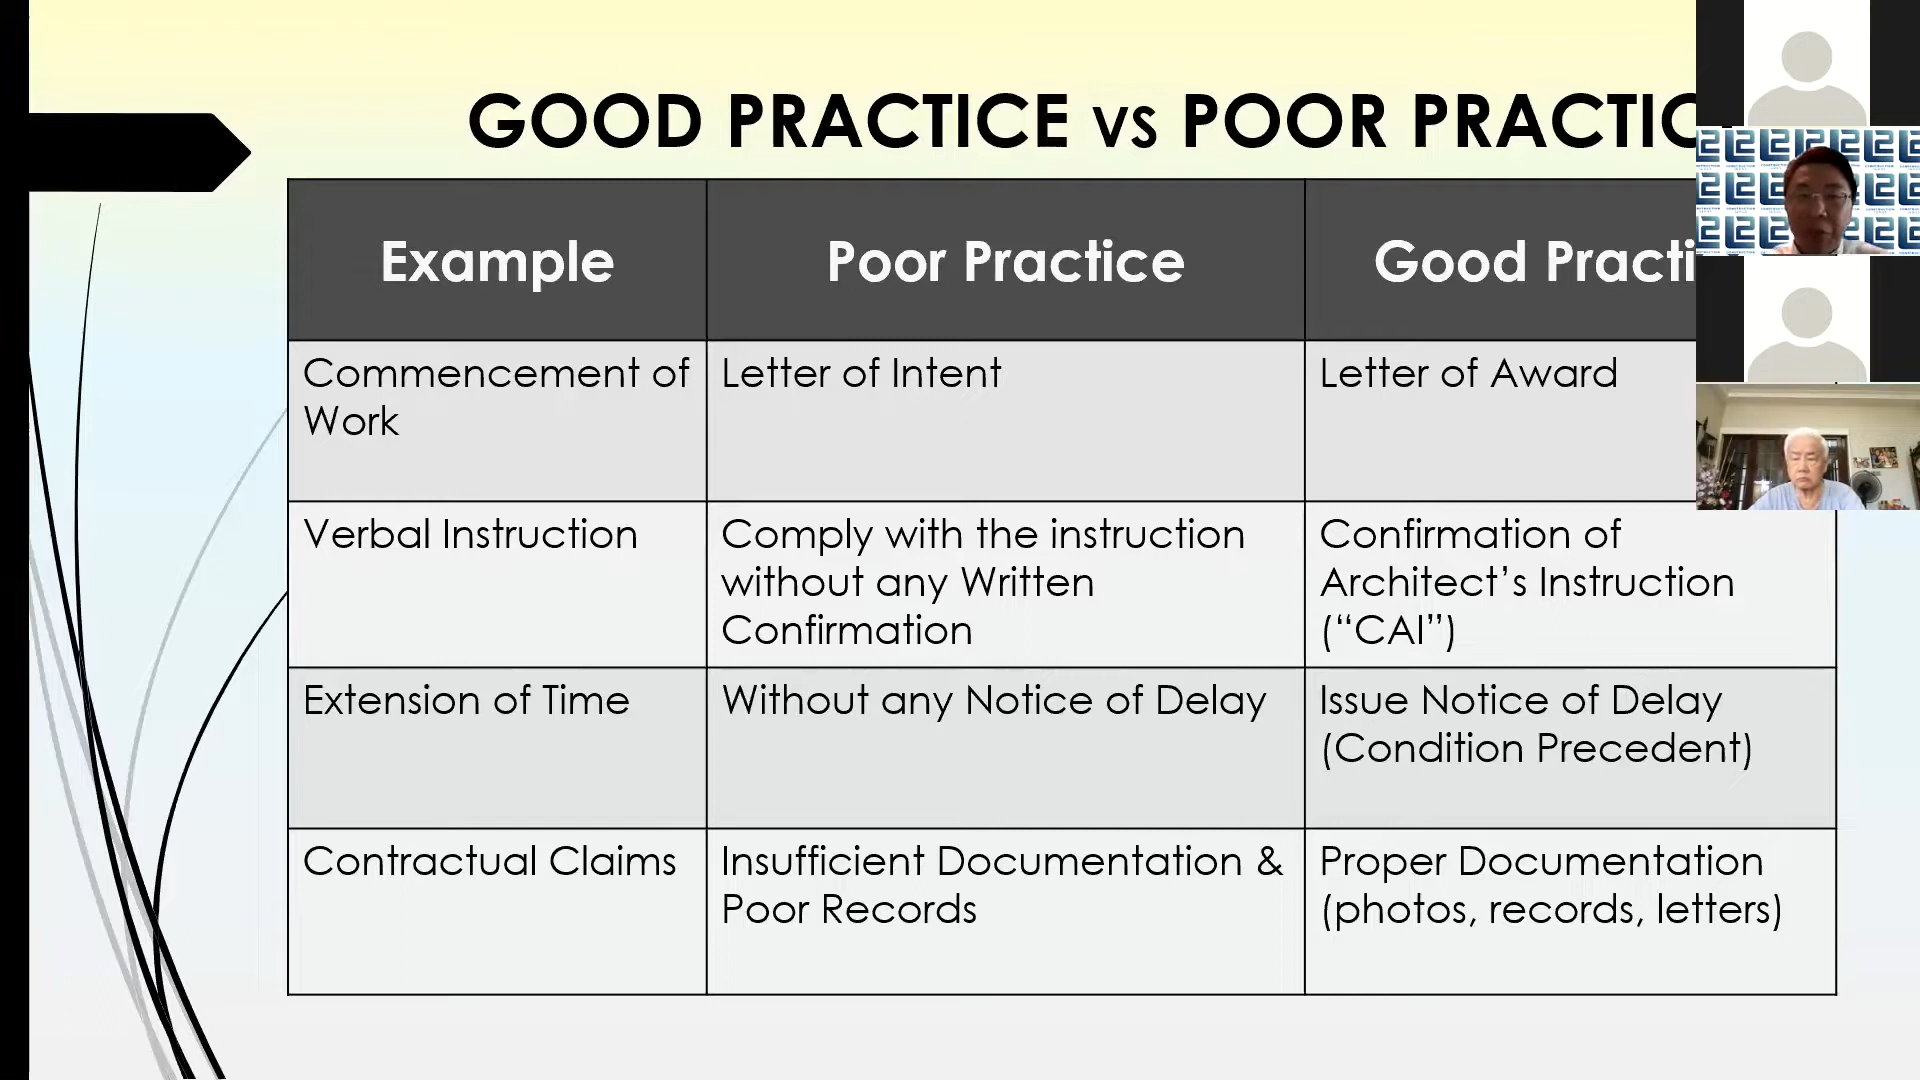 GOOD PRACTICE VS POOR PRACTIC
Example
Poor Practice
Good Practi
Commencement of
Work
Letter of Intent
Letter of Award
Verbal Instruction
Comply with the instruction
without any Written
Confirmation
Confirmation of
Architect’s Instruction
(“CAI”)
Extension of Time
Without any Notice of Delay
Issue Notice of Delay
(Condition Precedent)
Contractual Claims
Insufficient Documentation &
Poor Records
Proper Documentation
(photos, records, letters)